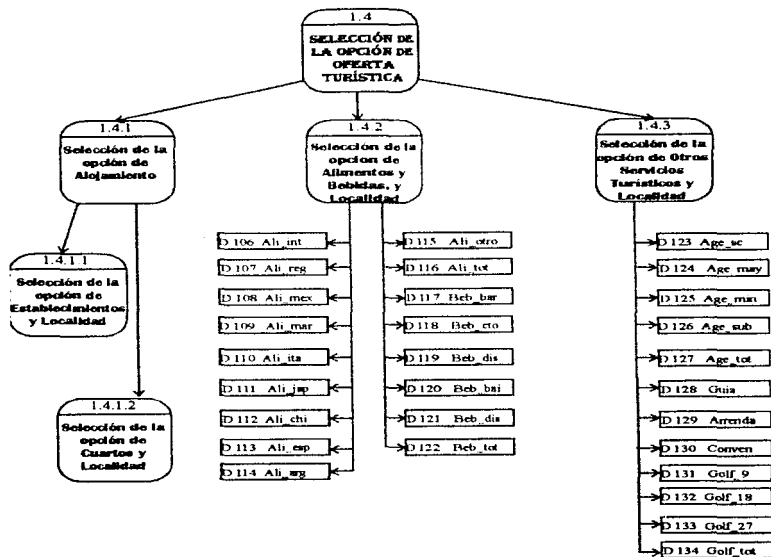 1.4
SELECCIÓN DE
LA OPCIÓN DE
OFERTA
TURÍSTICA
1.4.1
Selección de la
opción de
Alojamiento
1.4.2
Selección de la
opcion de
Alimentos y
Bebidas, y
Localidad
1.4.3
Selección de la
opción de Otros
Servicios
Turísticos y
Localidad
1.4.1.1
Selección de la
opción de
Establecimientos
y Localidad
1.4.1.2
Selección de la
opción de
Cuartos y
Localidad
D 106 Ali_int
D 107 Ali_reg
D 108 Ali_mex
D 109 Ali_mar
D 110 Ali_ita
D 111 Ali_jap
D 112 Ali_chi
D 113 Ali_esp
D 114 Ali_arg
D 115 Ali_otro
D 116 Ali_tot
D 117 Beb_bar
D 118 Beb_cto
D 119 Beb_dis
D 120 Beb_bai
D 121 Beb_dis
D 122 Beb_tot
D 123 Age_sc
D 124 Age_may
D 125 Age_min
D 126 Age_sub
D 127 Age_tot
D 128 Guia
D 129 Arrenda
D 130 Conven
D 131 Golf_9
D 132 Golf_18
D 133 Golf_27
D 134 Golf_tot